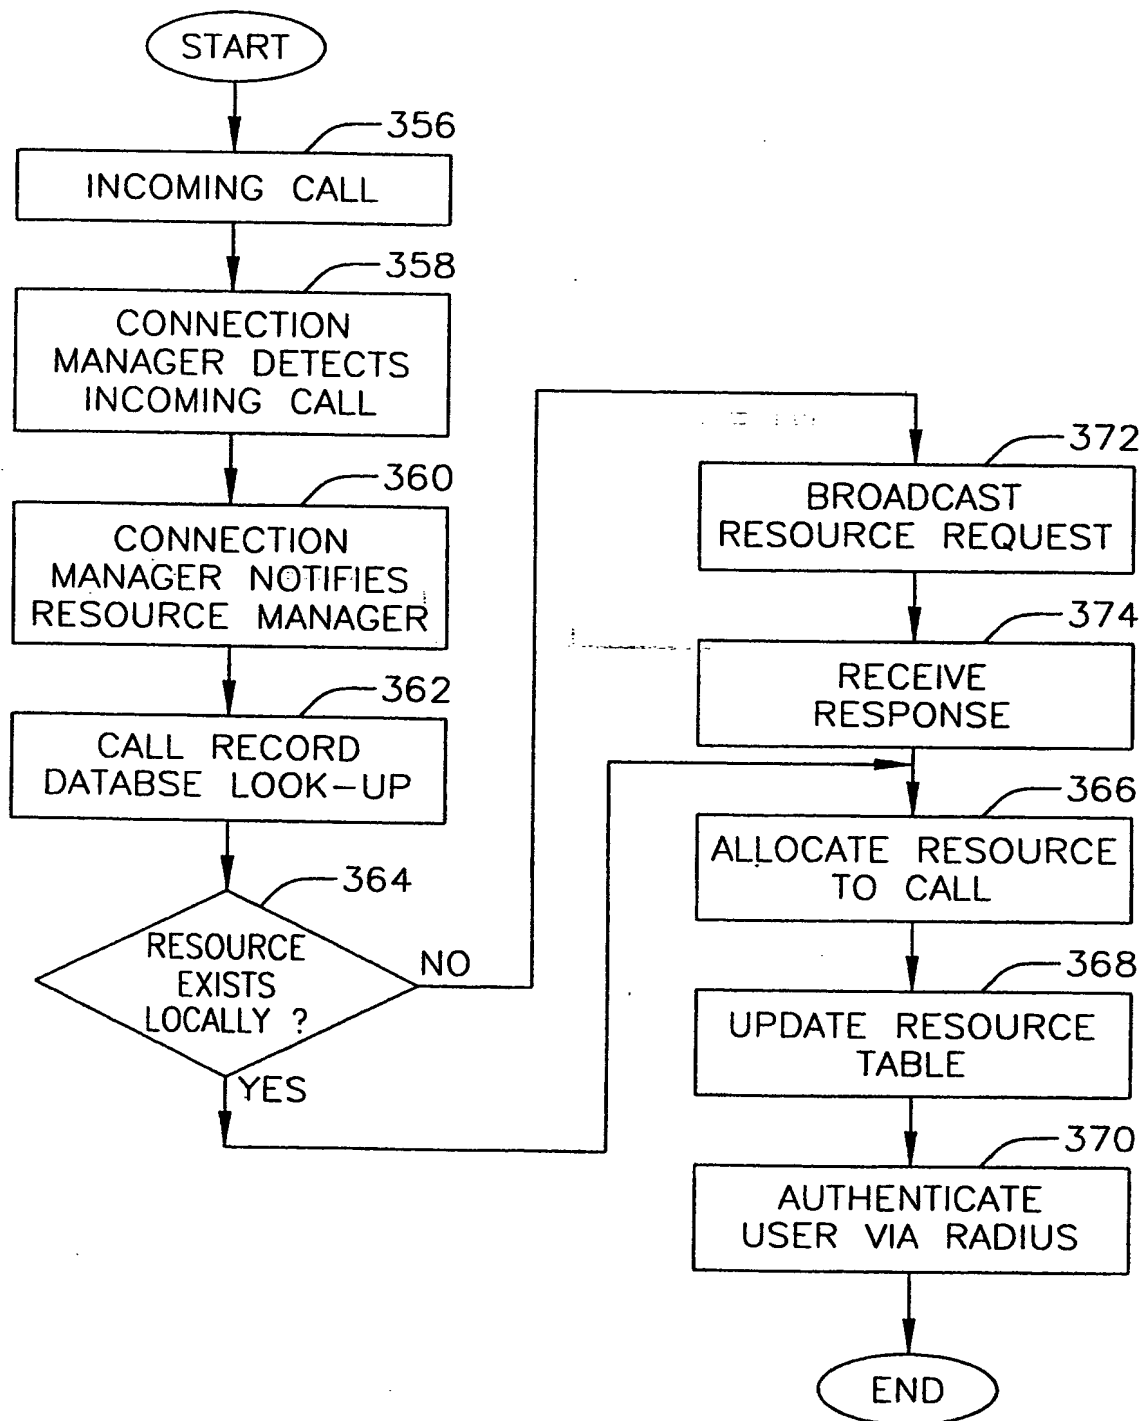 START
356
INCOMING CALL
358
CONNECTION
MANAGER DETECTS
INCOMING CALL
360
CONNECTION
MANAGER NOTIFIES
RESOURCE MANAGER
362
CALL RECORD
DATABSE LOOK-UP
364
RESOURCE
EXISTS
LOCALLY ?
NO
YES
372
BROADCAST
RESOURCE REQUEST
374
RECEIVE
RESPONSE
366
ALLOCATE RESOURCE
TO CALL
368
UPDATE RESOURCE
TABLE
370
AUTHENTICATE
USER VIA RADIUS
END